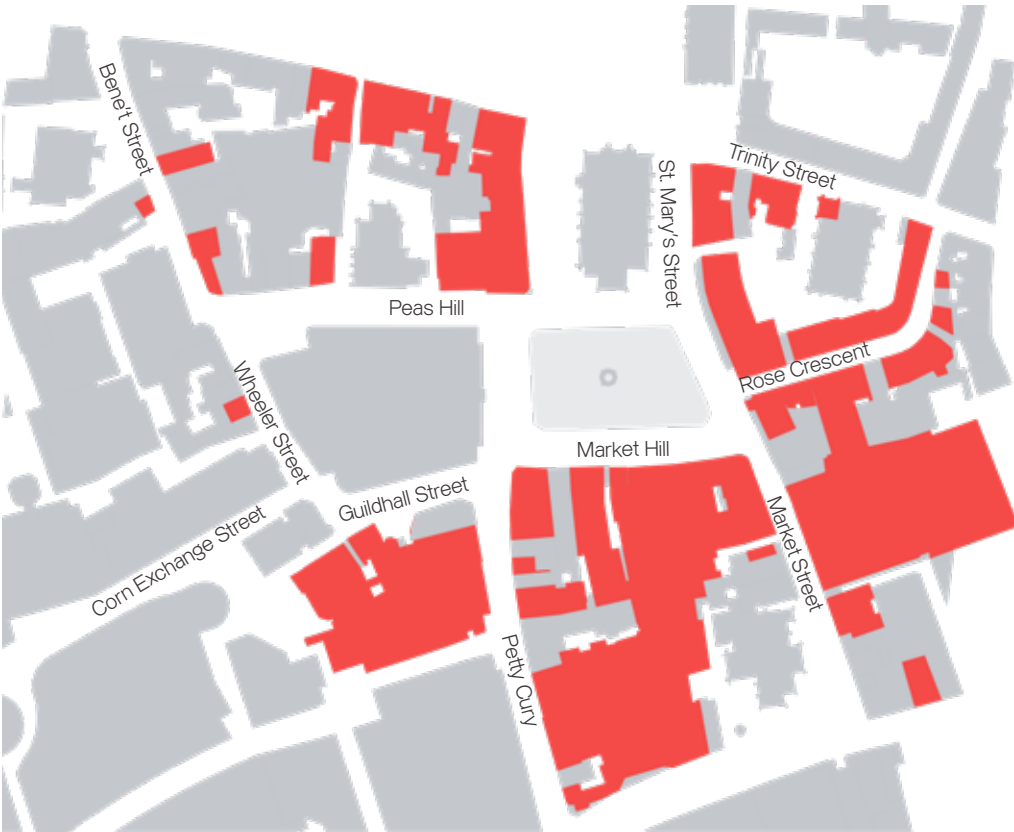 Bene't Street
Trinity Street
St. Mary's Street
Peas Hill
Rose Crescent
Wheeler Street
Market Hill
Guildhall Street
Corn Exchange Street
Market Street
Petty Cury